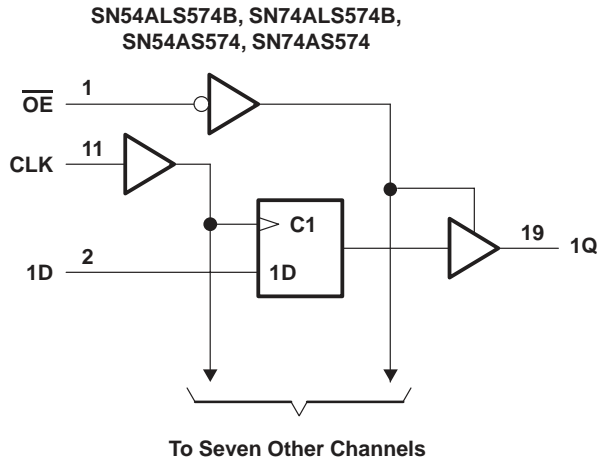 SN54ALS574B, SN74ALS574B,
SN54AS574, SN74AS574
OE
1
CLK
11
C1
1D
2
1D
19
1Q
To Seven Other Channels